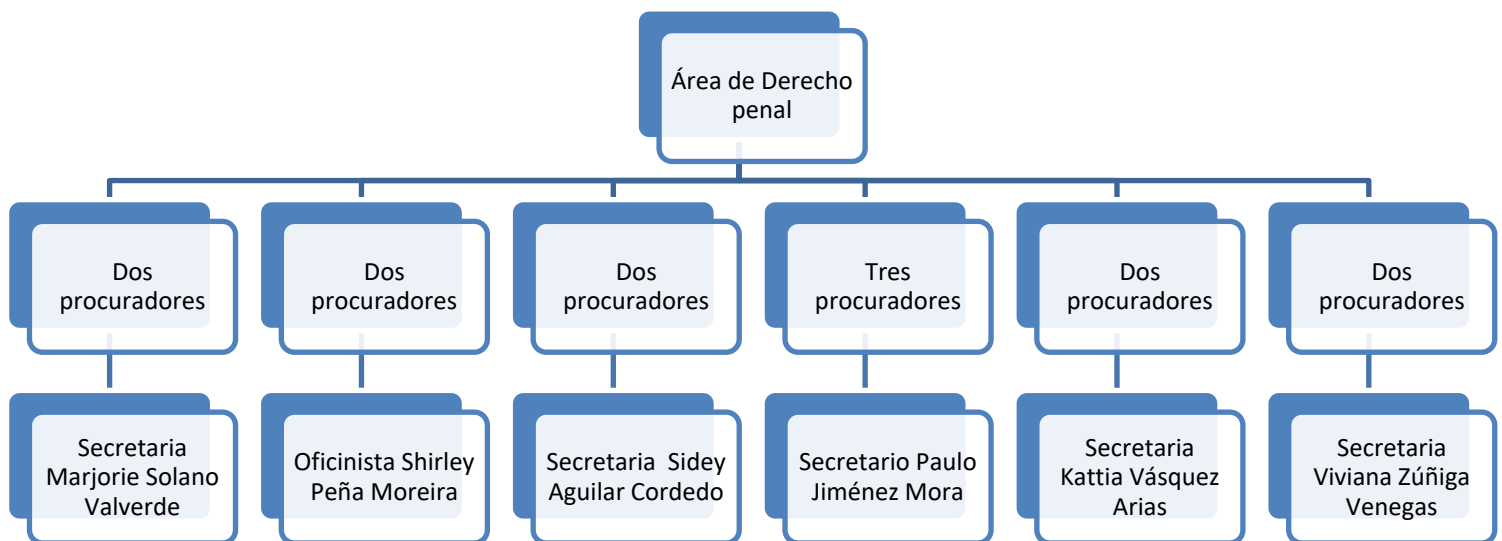 Área de Derecho
penal
Dos
procuradores
Dos
procuradores
Dos
procuradores
Tres
procuradores
Dos
procuradores
Dos
procuradores
Secretaria
Marjorie Solano
Valverde
Oficinista Shirley
Peña Moreira
Secretaria  Sidey
Aguilar Cordedo
Secretario Paulo
Jiménez Mora
Secretaria
Kattia Vásquez
Arias
Secretaria
Viviana Zúñiga
Venegas